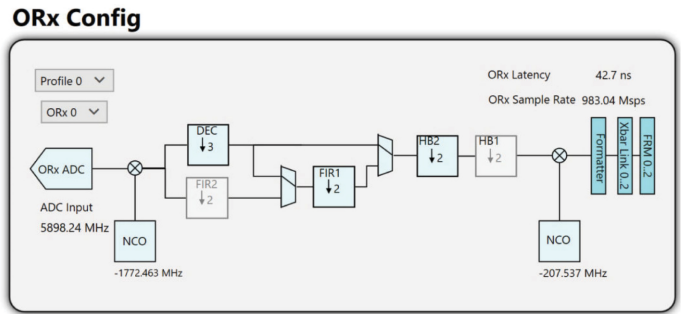 ORx Config
Profile 0
ORx 0
ORx Latency 42.7 ns
ORx Sample Rate 983.04 Msps
ORx ADC
ADC Input
5898.24 MHz
NCO
-1772.463 MHz
DEC
↓3
FIR2
↓2
FIR1
↓2
HB2
↓2
HB1
↓2
NCO
-207.537 MHz
Formatter
Xbar Link 0..2
FRM 0..2